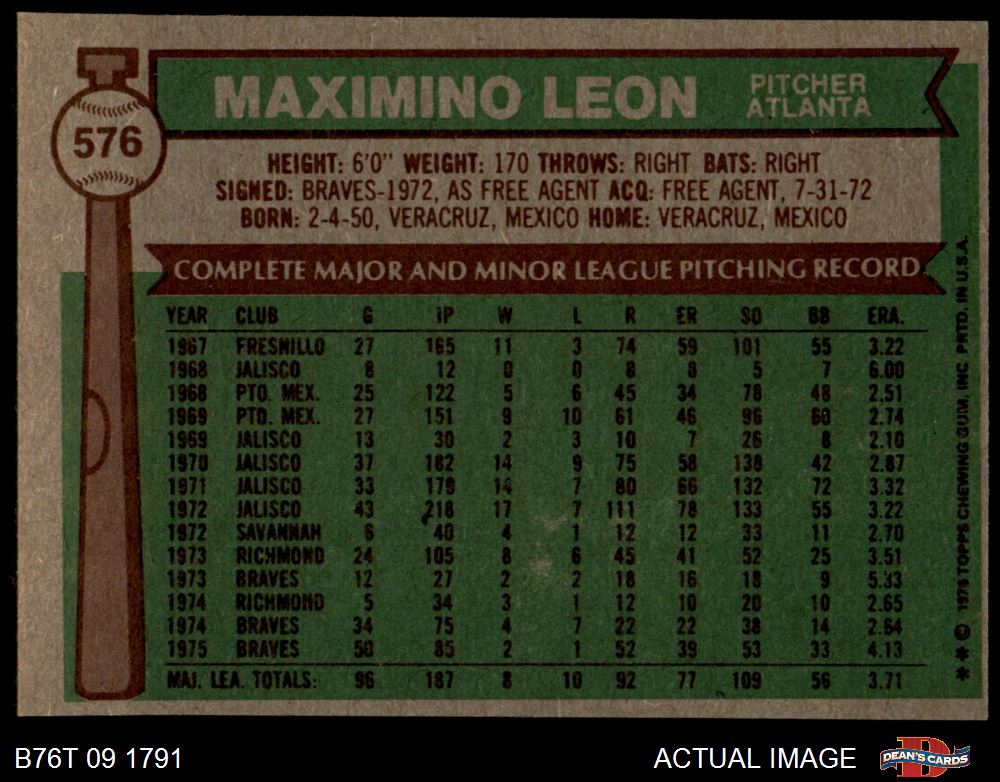 576
MAXIMINO LEON
PITCHER
ATLANTA
HEIGHT: 6'0" WEIGHT: 170 THROWS: RIGHT BATS: RIGHT
SIGNED: BRAVES-1972, AS FREE AGENT ACQ: FREE AGENT, 7-31-72
BORN: 2-4-50, VERACRUZ, MEXICO HOME: VERACRUZ, MEXICO
COMPLETE MAJOR AND MINOR LEAGUE PITCHING RECORD
YEAR CLUB G IP W L R ER SO BB ERA.
1967 FRESNILLO 27 165 11 3 74 59 101 55 3.22
1968 JALISCO 8 12 0 0 8 8 5 7 6.00
1968 PTO. MEX. 25 122 5 6 45 34 78 48 2.51
1969 PTO. MEX. 27 151 9 10 61 46 96 60 2.74
1969 JALISCO 13 30 2 3 10 7 26 8 2.10
1970 JALISCO 37 182 14 9 75 58 138 42 2.87
1971 JALISCO 33 179 14 7 80 66 132 72 3.32
1972 JALISCO 43 218 17 7 111 78 133 55 3.22
1972 SAVANNAH 6 40 4 1 12 12 33 11 2.70
1973 RICHMOND 24 105 8 6 45 41 52 25 3.51
1973 BRAVES 12 27 2 2 18 16 18 9 5.33
1974 RICHMOND 5 34 3 1 12 10 20 10 2.65
1974 BRAVES 34 75 4 7 22 22 38 14 2.64
1975 BRAVES 50 85 2 1 52 39 53 33 4.13
MAJ. LEA. TOTALS: 96 187 8 10 92 77 109 56 3.71
** © 1976 TOPPS CHEWING GUM, INC. PRTD. IN U.S.A.
B76T 09 1791
ACTUAL IMAGE
DEAN'S CARDS